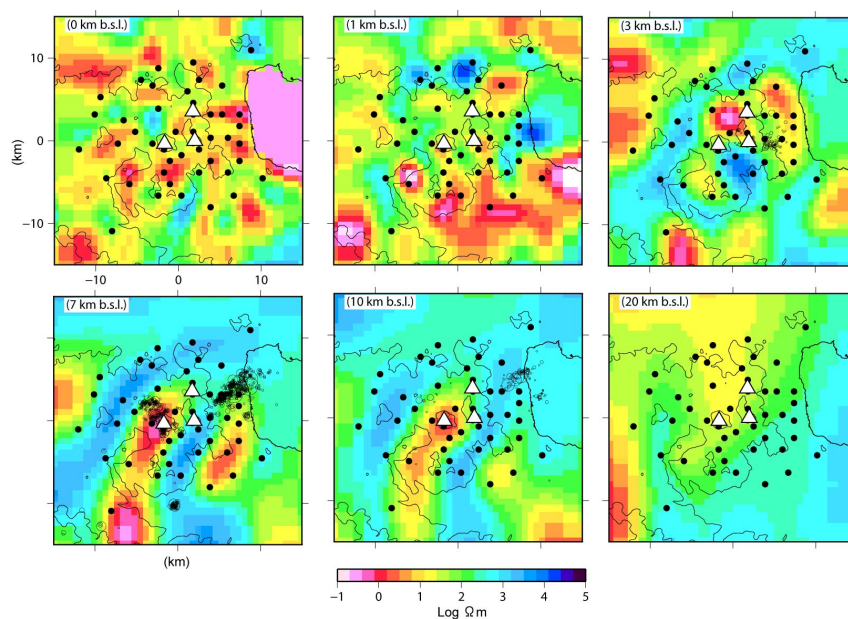 (0 km b.s.l.)
(1 km b.s.l.)
(3 km b.s.l.)
10
0
−10
(km)
−10
0
10
(7 km b.s.l.)
(10 km b.s.l.)
(20 km b.s.l.)
(km)
−1
0
1
2
3
4
5
Log Ωm